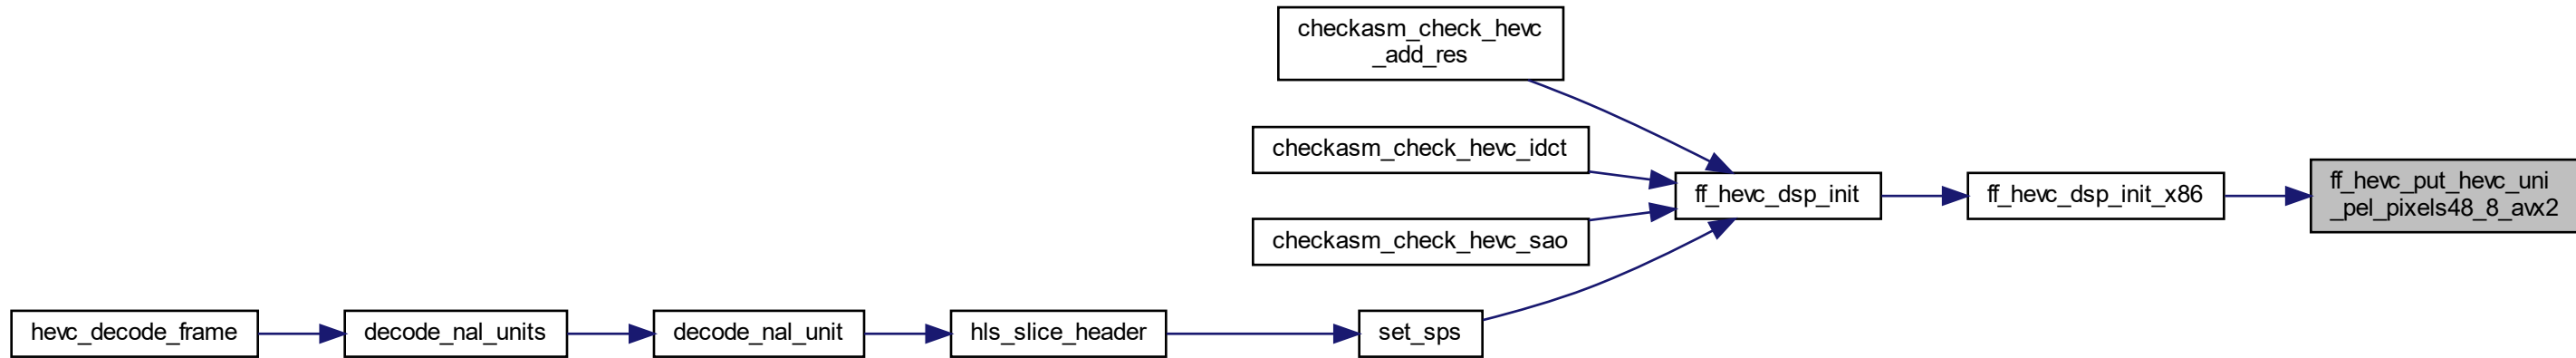 checkasm_check_hevc
_add_res
checkasm_check_hevc_idct
ff_hevc_put_hevc_uni
_pel_pixels48_8_avx2
ff_hevc_dsp_init
ff_hevc_dsp_init_x86
checkasm_check_hevc_sao
hevc_decode_frame
decode_nal_units
decode_nal_unit
hls_slice_header
set_sps